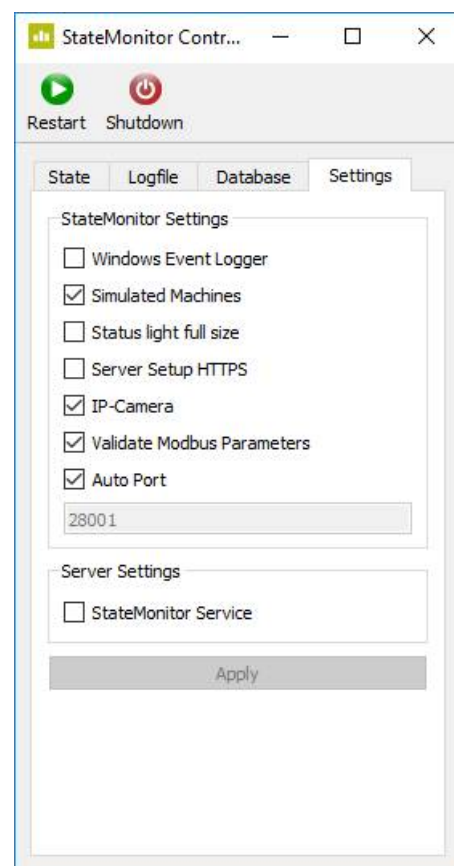 StateMonitor Contr...
Restart Shutdown
State Logfile Database Settings
StateMonitor Settings
Windows Event Logger
Simulated Machines
Status light full size
Server Setup HTTPS
IP-Camera
Validate Modbus Parameters
Auto Port
28001
Server Settings
StateMonitor Service
Apply